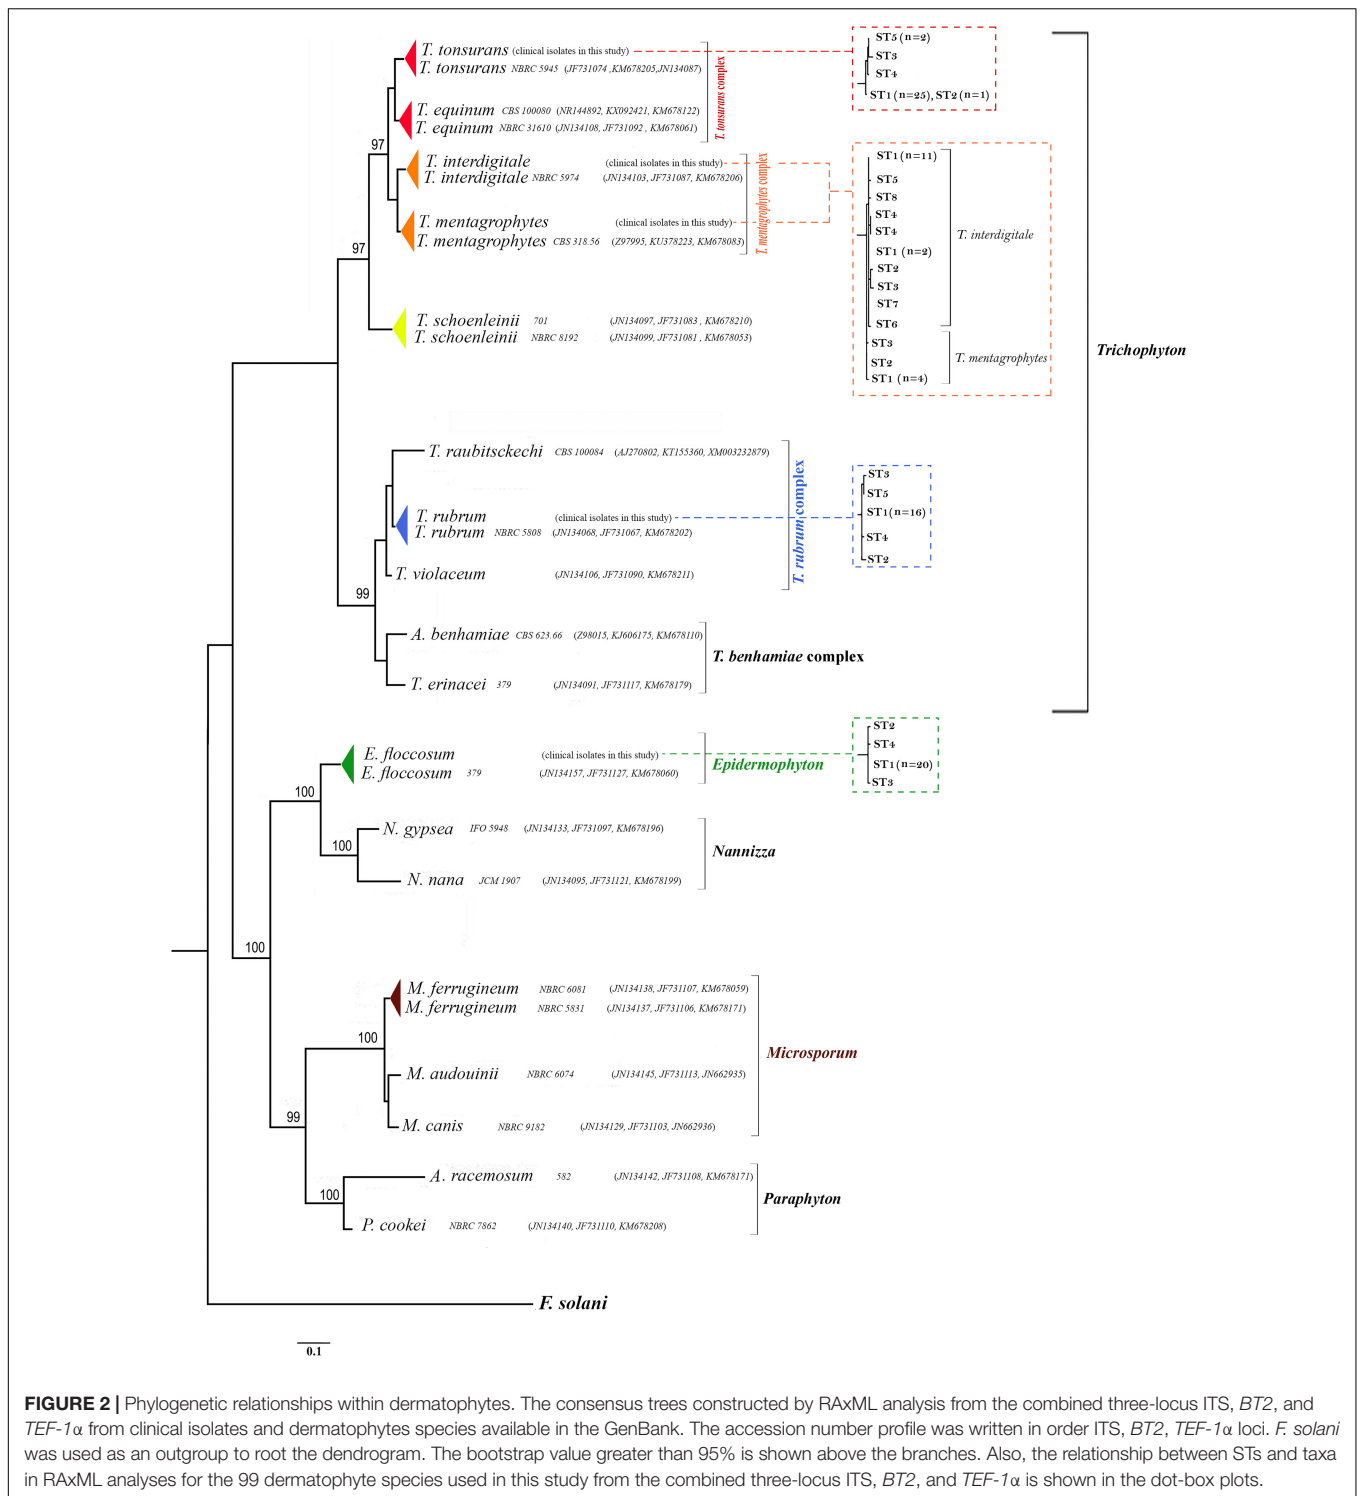 T. tonsurans (clinical isolates in this study)
T. tonsurans NBRC 5945 (JF731074 ,KM678205,JN134087)
T. equinum CBS 100080 (NR144892, KX092421, KM678122)
T. equinum NBRC 31610 (JN134108, JF731092 , KM678061)
T. tonsurans complex
ST5 (n=2)
ST3
ST4
ST1 (n=25), ST2 (n=1)
97
T. interdigitale (clinical isolates in this study)
T. interdigitale NBRC 5974 (JN134103, JF731087, KM678206)
T. mentagrophytes (clinical isolates in this study)
T. mentagrophytes CBS 318.56 (Z97995, KU378223, KM678083)
T. mentagrophytes complex
ST1 (n=11)
ST5
ST8
ST4
ST4
ST1 (n=2)
ST2
ST3
ST7
ST6
T. interdigitale
ST3
ST2
ST1 (n=4)
T. mentagrophytes
97
T. schoenleinii 701 (JN134097, JF731083 , KM678210)
T. schoenleinii NBRC 8192 (JN134099, JF731081 , KM678053)
Trichophyton
T. raubitsckechi CBS 100084 (AJ270802, KT155360, XM003232879)
T. rubrum (clinical isolates in this study)
T. rubrum NBRC 5808 (JN134068, JF731067, KM678202)
T. violaceum (JN134106, JF731090, KM678211)
T. rubrum complex
ST3
ST5
ST1(n=16)
ST4
ST2
99
A. benhamiae CBS 623.66 (Z98015, KJ606175, KM678110)
T. erinacei 379 (JN134091, JF731117, KM678179)
T. benhamiae complex
E. floccosum (clinical isolates in this study)
E. floccosum 379 (JN134157, JF731127, KM678060)
Epidermophyton
ST2
ST4
ST1(n=20)
ST3
100
N. gypsea IFO 5948 (JN134133, JF731097, KM678196)
100
N. nana JCM 1907 (JN134095, JF731121, KM678199)
Nannizza
100
M. ferrugineum NBRC 6081 (JN134138, JF731107, KM678059)
M. ferrugineum NBRC 5831 (JN134137, JF731106, KM678171)
100
M. audouinii NBRC 6074 (JN134145, JF731113, JN662935)
M. canis NBRC 9182 (JN134129, JF731103, JN662936)
Microsporum
99
A. racemosum 582 (JN134142, JF731108, KM678171)
100
P. cookei NBRC 7862 (JN134140, JF731110, KM678208)
Paraphyton
F. solani
0.1
FIGURE 2 | Phylogenetic relationships within dermatophytes. The consensus trees constructed by RAxML analysis from the combined three-locus ITS, BT2, and
TEF-1α from clinical isolates and dermatophytes species available in the GenBank. The accession number profile was written in order ITS, BT2, TEF-1α loci. F. solani
was used as an outgroup to root the dendrogram. The bootstrap value greater than 95% is shown above the branches. Also, the relationship between STs and taxa
in RAxML analyses for the 99 dermatophyte species used in this study from the combined three-locus ITS, BT2, and TEF-1α is shown in the dot-box plots.